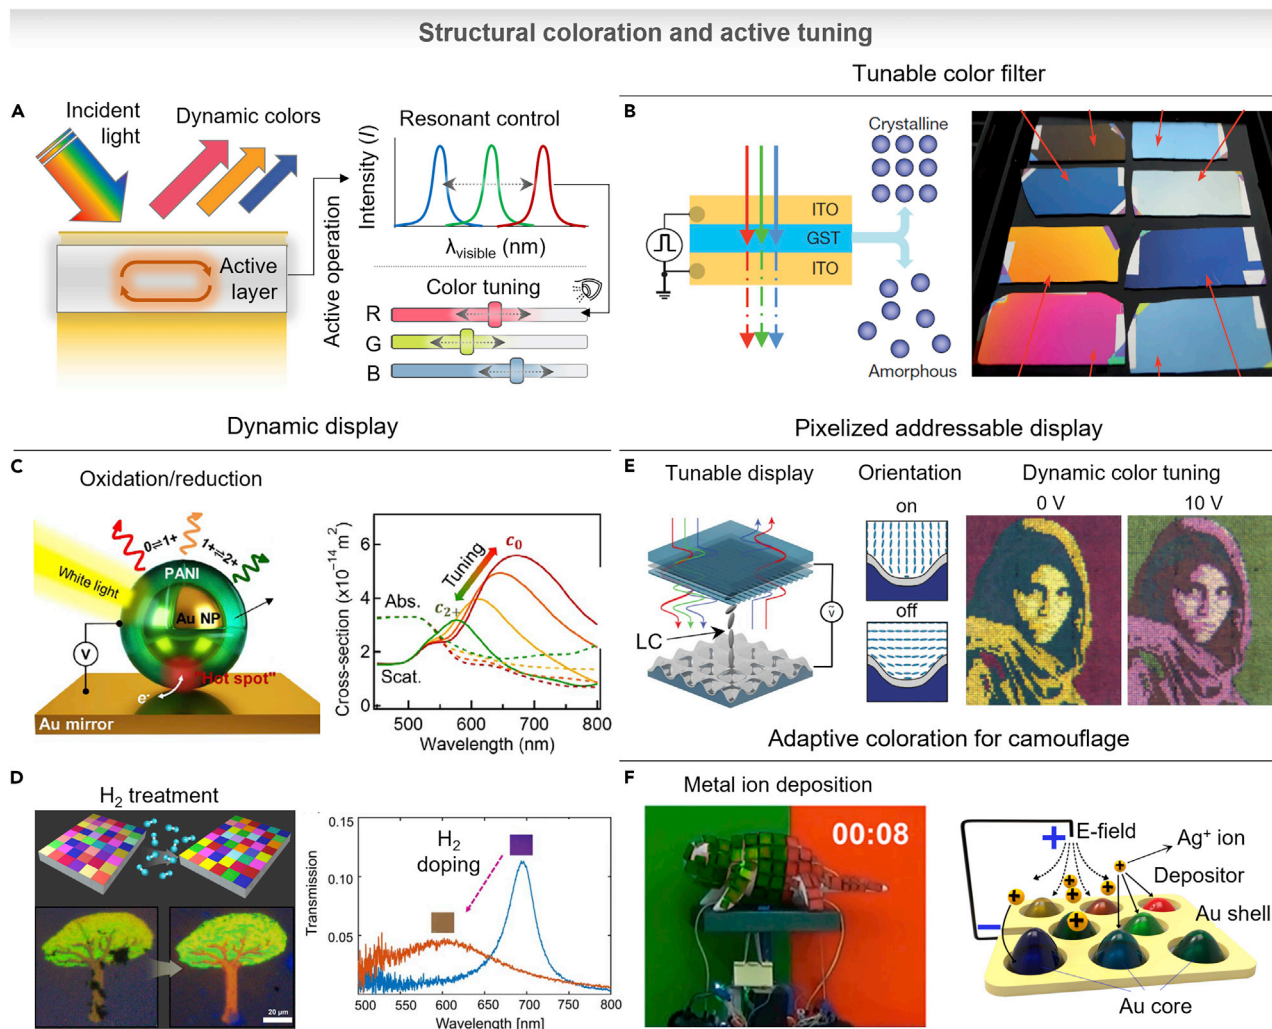 Structural coloration and active tuning
A
Incident
light
Dynamic colors
Active
layer
Active operation
Resonant control
Intensity (I)
λvisible (nm)
Color tuning
R
G
B
Tunable color filter
B
ITO
GST
ITO
Crystalline
Amorphous
Dynamic display
C
Oxidation/reduction
0⇌1+
1+⇌2+
PANI
White light
Au NP
V
"Hot spot"
e-
Au mirror
Cross-section (x10⁻¹⁴ m²)
6
4
2
0
Tuning
c₀
c₂₊
Abs.
Scat.
500
600
700
800
Wavelength (nm)
D
H₂ treatment
20 μm
Transmission
0.15
0.10
0.05
H₂
doping
500
550
600
650
700
750
800
Wavelength [nm]
Pixelized addressable display
E
Tunable display
LC
ṽ
Orientation
on
off
Dynamic color tuning
0 V
10 V
Adaptive coloration for camouflage
F
Metal ion deposition
00:08
+
E-field
Ag⁺ ion
Depositor
Au shell
−
Au core